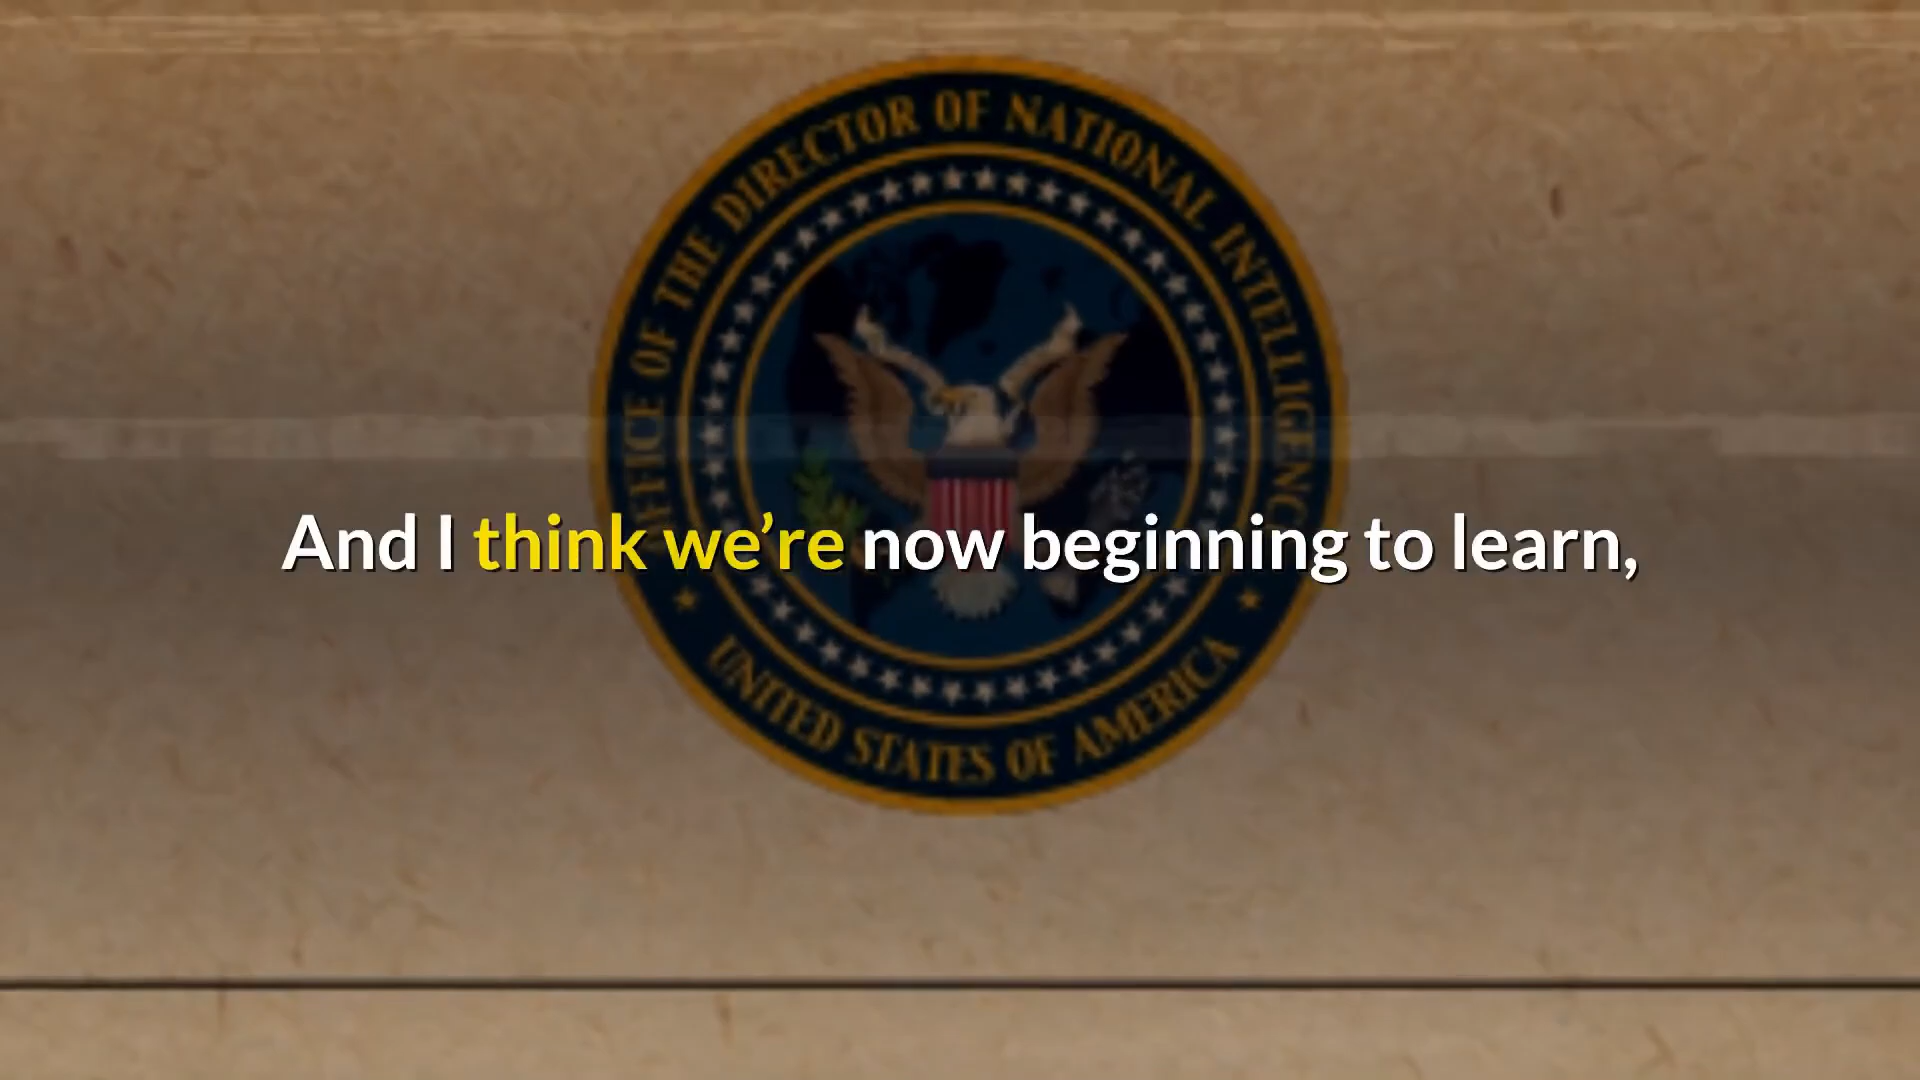 OFFICE OF THE DIRECTOR OF NATIONAL INTELLIGENCE
And I think we’re now beginning to learn,
UNITED STATES OF AMERICA